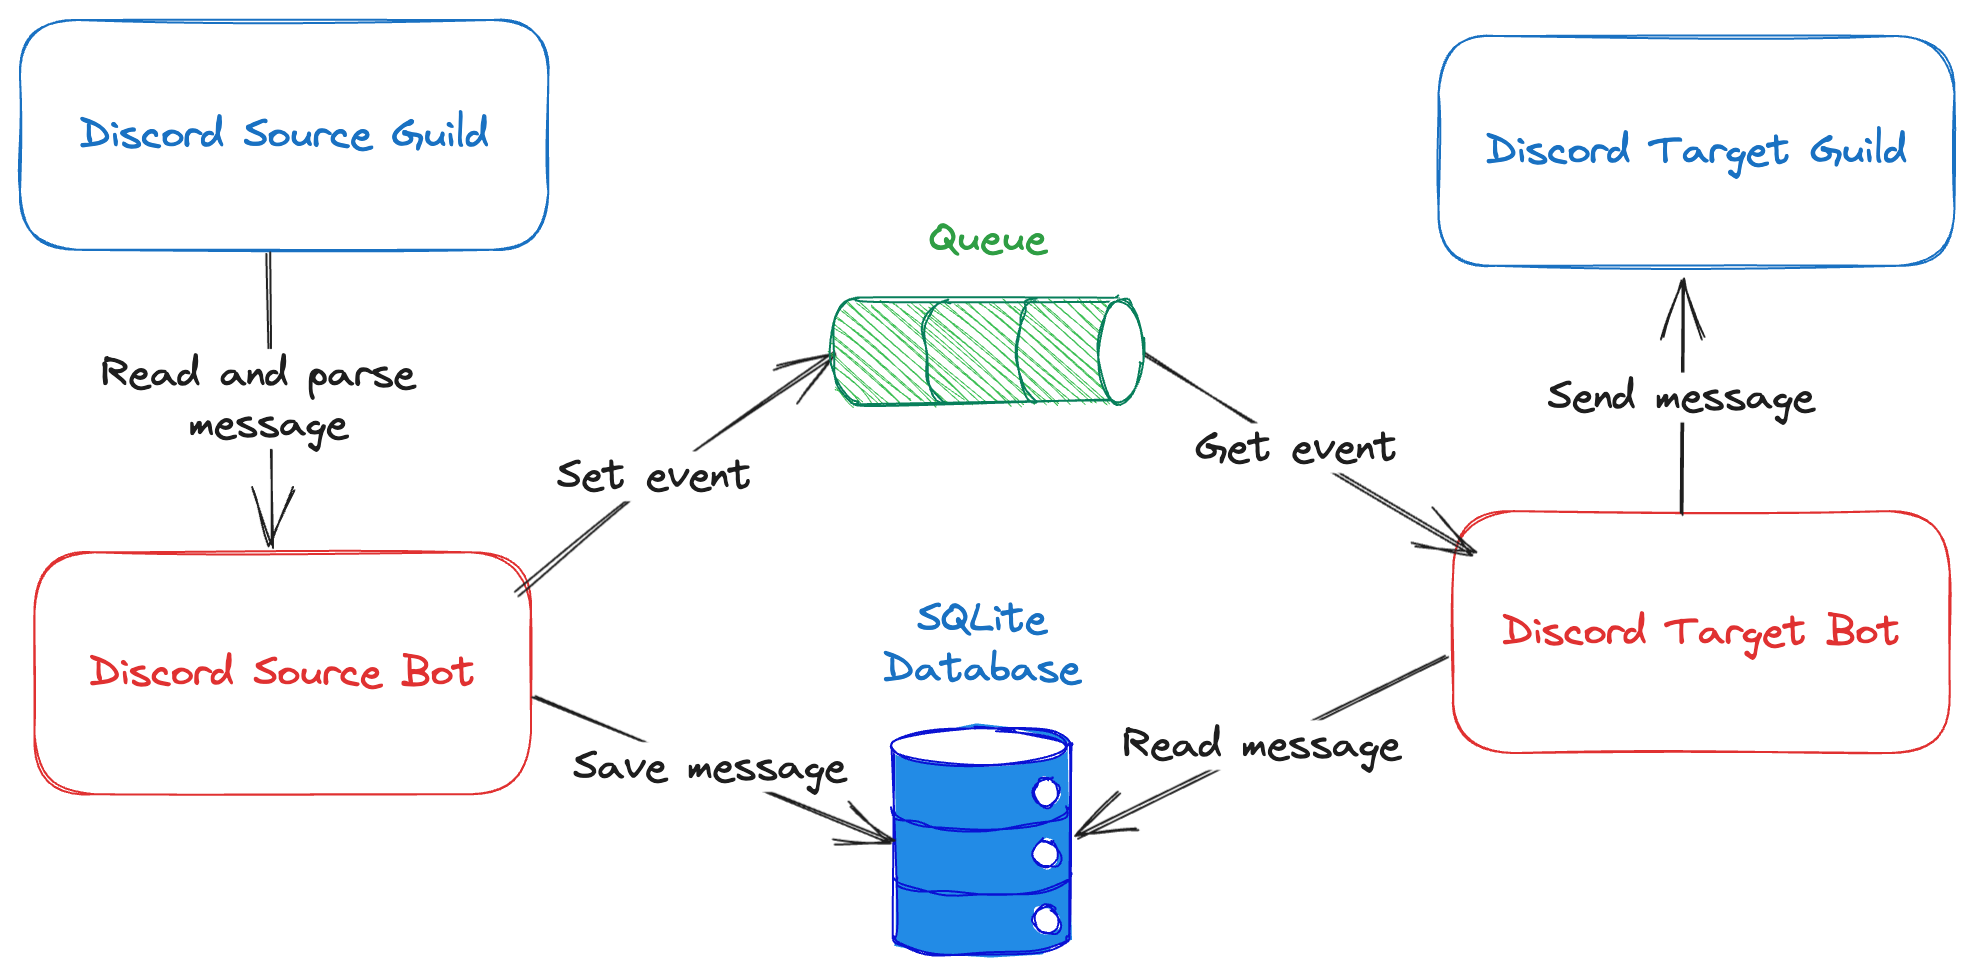 Discord Source Guild
Discord Target Guild
Queue
Read and parse
message
Send message
Set event
Get event
SQLite
Database
Discord Source Bot
Discord Target Bot
Save message
Read message